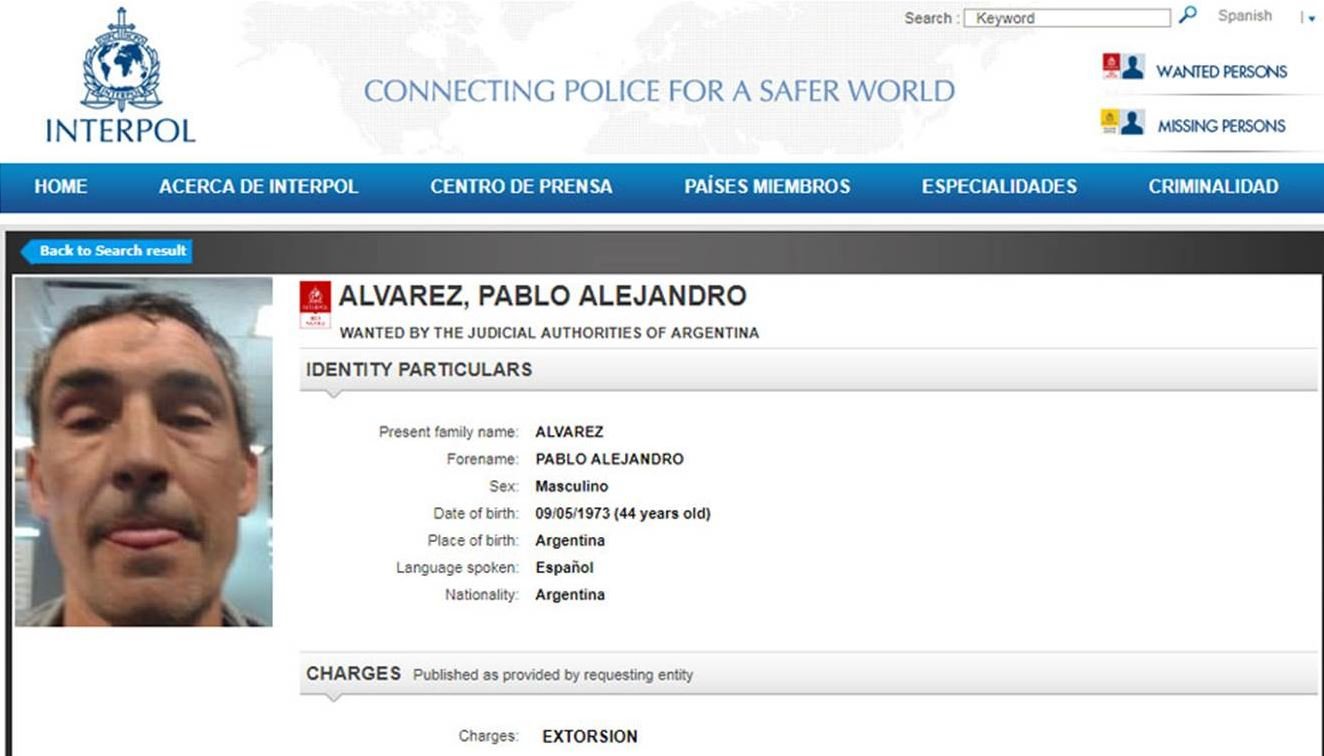 Search : Keyword Spanish
INTERPOL
CONNECTING POLICE FOR A SAFER WORLD
WANTED PERSONS
MISSING PERSONS
HOME ACERCA DE INTERPOL CENTRO DE PRENSA PAÍSES MIEMBROS ESPECIALIDADES CRIMINALIDAD
Back to Search result
ALVAREZ, PABLO ALEJANDRO
WANTED BY THE JUDICIAL AUTHORITIES OF ARGENTINA
IDENTITY PARTICULARS
Present family name: ALVAREZ
Forename: PABLO ALEJANDRO
Sex: Masculino
Date of birth: 09/05/1973 (44 years old)
Place of birth: Argentina
Language spoken: Español
Nationality: Argentina
CHARGES Published as provided by requesting entity
Charges: EXTORSION